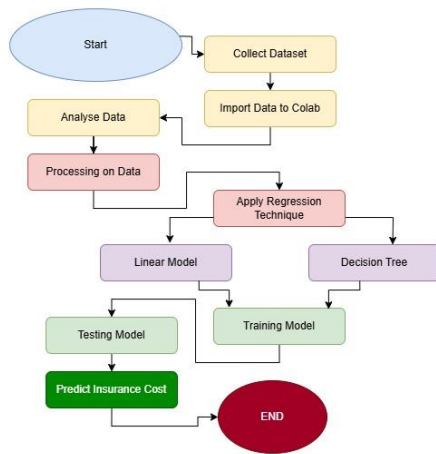 Start
Collect Dataset
Import Data to Colab
Analyse Data
Processing on Data
Apply Regression
Technique
Linear Model
Decision Tree
Training Model
Testing Model
Predict Insurance Cost
END